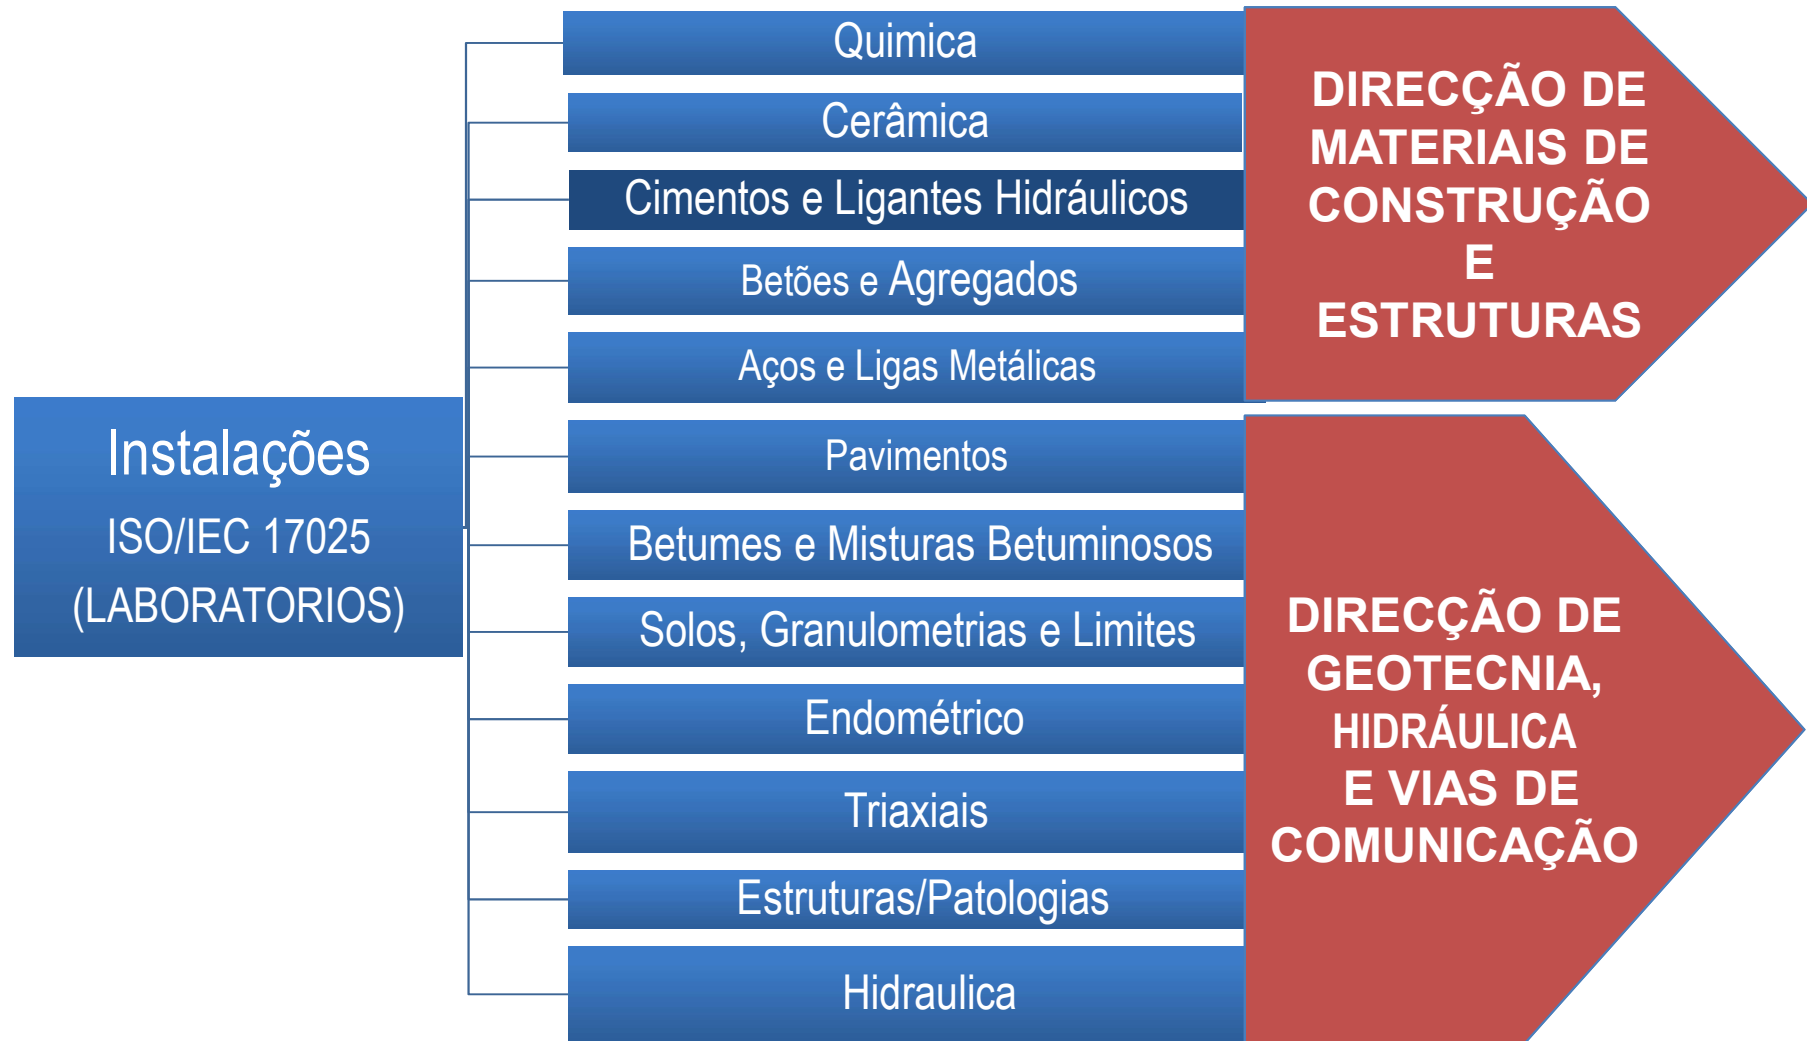 Instalações
ISO/IEC 17025
(LABORATORIOS)
Quimica
Cerâmica
Cimentos e Ligantes Hidráulicos
Betões e Agregados
Aços e Ligas Metálicas
Pavimentos
Betumes e Misturas Betuminosos
Solos, Granulometrias e Limites
Endométrico
Triaxiais
Estruturas/Patologias
Hidraulica
DIRECÇÃO DE
MATERIAIS DE
CONSTRUÇÃO
E
ESTRUTURAS
DIRECÇÃO DE
GEOTECNIA,
HIDRÁULICA
E VIAS DE
COMUNICAÇÃO